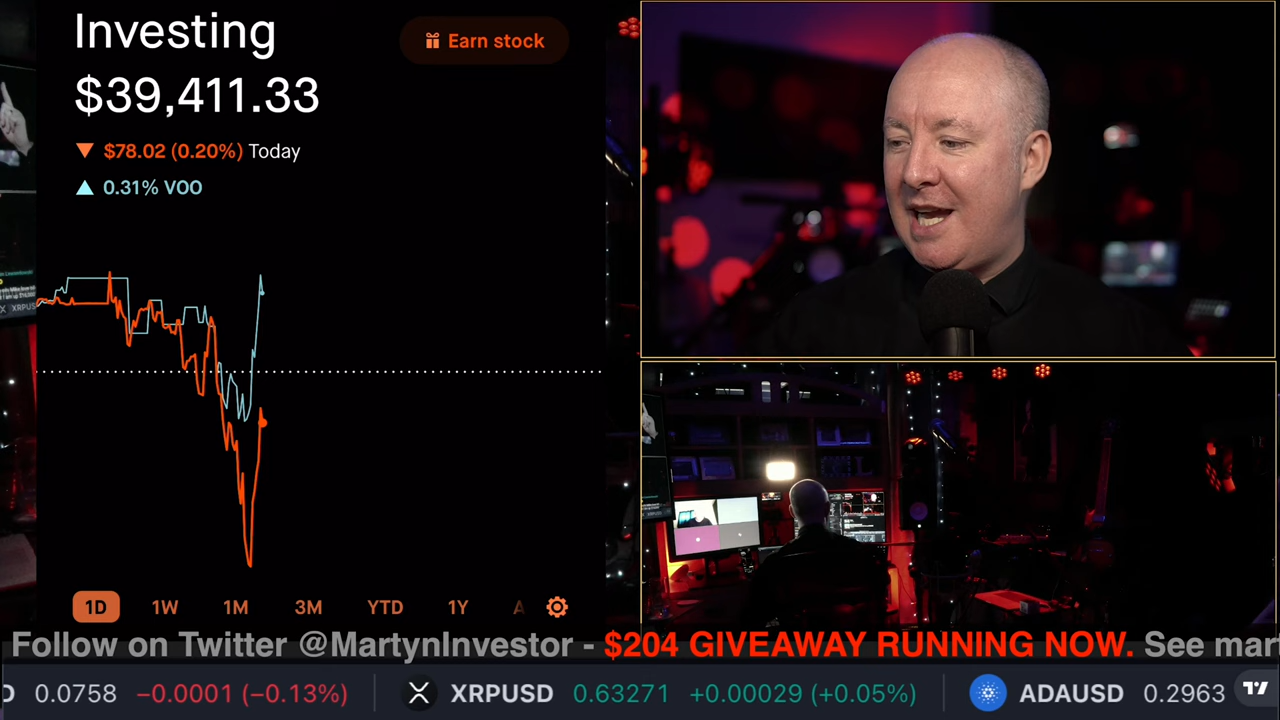 Investing
Earn stock
$39,411.33
▼ $78.02 (0.20%) Today
▲ 0.31% VOO
1D 1W 1M 3M YTD 1Y A
Follow on Twitter @MartynInvestor - $204 GIVEAWAY RUNNING NOW. See mar
D 0.0758 −0.0001 (−0.13%) XRPUSD 0.63271 +0.00029 (+0.05%) ADAUSD 0.2963